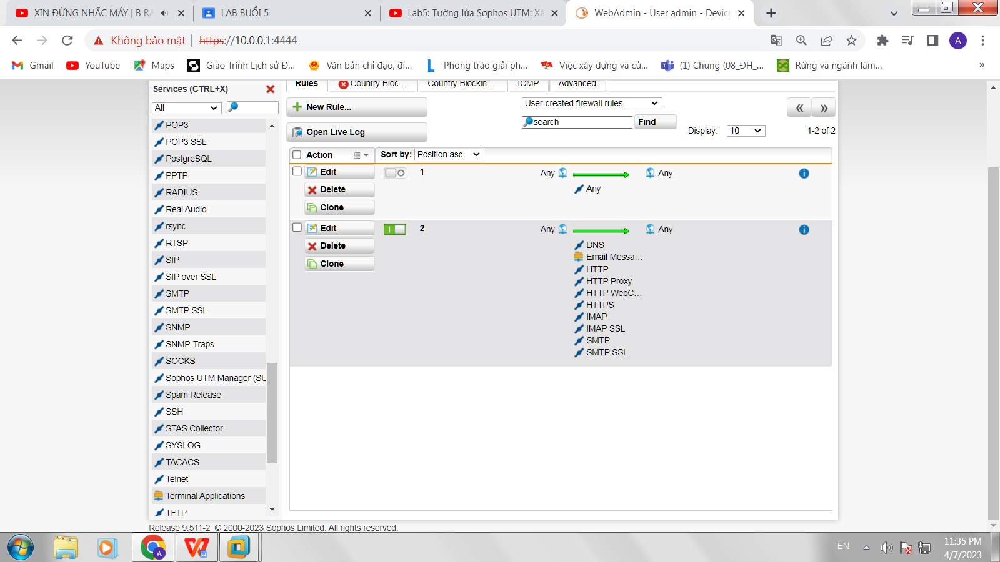 XIN ĐỪNG NHẤC MÁY | B RA
LAB BUỔI 5
Lab5: Tường lửa Sophos UTM: Xâ
WebAdmin - User admin - Device
Không bảo mật | https://10.0.0.1:4444
A
Gmail
YouTube
Maps
Giáo Trình Lịch sử Đ...
Văn bản chỉ đạo, đi...
Phong trào giải ph...
Việc xây dựng và củ...
(1) Chung (08_ĐH_...
Rừng và ngành lâm...
»
Services (CTRL+X)
All
POP3
POP3 SSL
PostgreSQL
PPTP
RADIUS
Real Audio
rsync
RTSP
SIP
SIP over SSL
SMTP
SMTP SSL
SNMP
SNMP-Traps
SOCKS
Sophos UTM Manager (SU
Spam Release
SSH
STAS Collector
SYSLOG
TACACS
Telnet
Terminal Applications
TFTP
Rules
Country Bloc...
Country Blockin...
ICMP
Advanced
New Rule...
Open Live Log
User-created firewall rules
search
Find
Display: 10
1-2 of 2
Action
Sort by: Position asc
Edit
Delete
Clone
1
Any
Any
Any
Edit
Delete
Clone
2
Any
Any
DNS
Email Messa...
HTTP
HTTP Proxy
HTTP WebC...
HTTPS
IMAP
IMAP SSL
SMTP
SMTP SSL
Release 9.511-2 © 2000-2023 Sophos Limited. All rights reserved.
EN
11:35 PM
4/7/2023